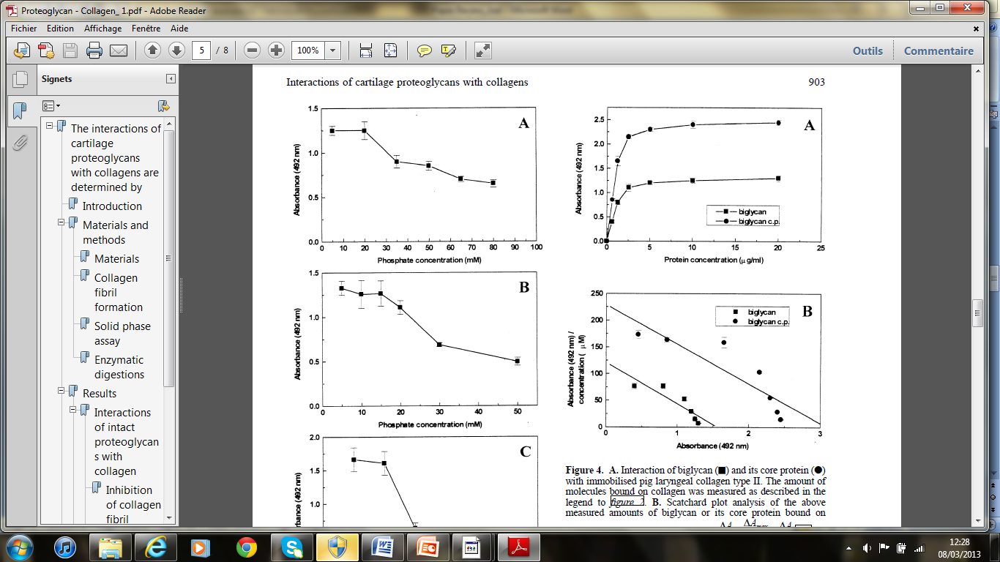 Proteoglycan - Collagen_ 1.pdf - Adobe Reader
Fichier Edition Affichage Fenêtre Aide
5 / 8 100% Outils Commentaire
Signets
The interactions of
cartilage
proteoglycans
with collagens are
determined by
Introduction
Materials and
methods
Materials
Collagen
fibril
formation
Solid phase
assay
Enzymatic
digestions
Results
Interactions
of intact
proteoglycan
s with
collagen
Inhibition
of collagen
fibril
Interactions of cartilage proteoglycans with collagens 903
A
Absorbance (492 nm)
1.5
1.0
0.5
0.0
0 10 20 30 40 50 60 70 80 90 100
Phosphate concentration (mM)
B
Absorbance (492 nm)
1.5
1.0
0.5
0.0
0 10 20 30 40 50
Phosphate concentration (mM)
C
rbance (492 nm)
2.0
1.5
1.0
A
Absorbance (492 nm)
2.5
2.0
1.5
1.0
0.5
0.0
biglycan
biglycan c.p.
0 5 10 15 20 25
Protein concentration (μg/ml)
B
Absorbance (492 nm) /
concentration ( μM)
250
200
150
100
50
0
biglycan
biglycan c.p.
0 1 2 3
Absorbance (492 nm)
Figure 4. A. Interaction of biglycan (■) and its core protein (●)
with immobilised pig laryngeal collagen type II. The amount of
molecules bound on collagen was measured as described in the
legend to figure 2. B. Scatchard plot analysis of the above
measured amounts of biglycan or its core protein bound on
12:28
08/03/2013